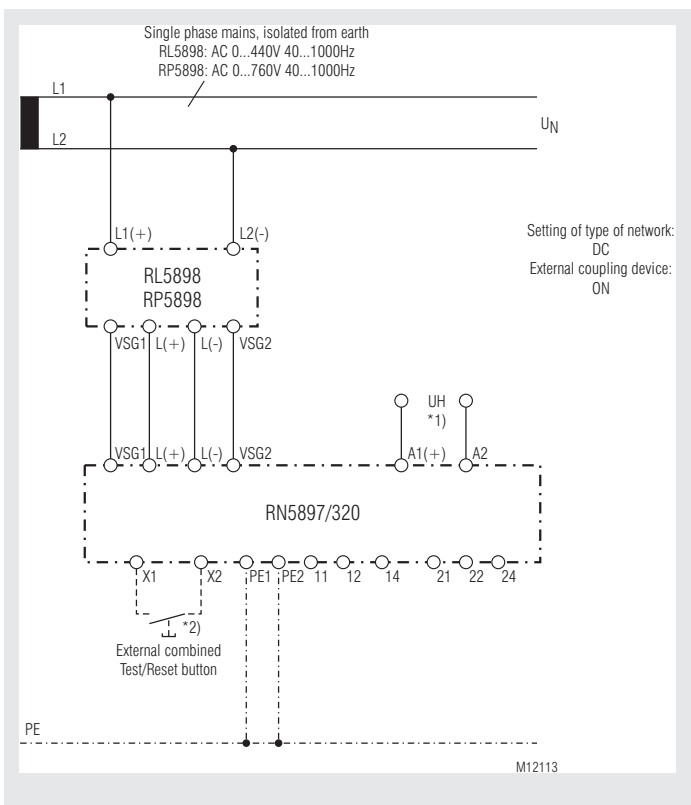 Single phase mains, isolated from earth
RL5898: AC 0...440V 40...1000Hz
RP5898: AC 0...760V 40...1000Hz
L1
UN
L2
Setting of type of network:
DC
External coupling device:
ON
L1(+) L2(-)
RL5898
RP5898
VSG1 L(+) L(-) VSG2
UH
*1)
VSG1 L(+) L(-) VSG2 A1(+) A2
RN5897/320
X1 X2 PE1 PE2 11 12 14 21 22 24
*2)
External combined
Test/Reset button
PE
M12113